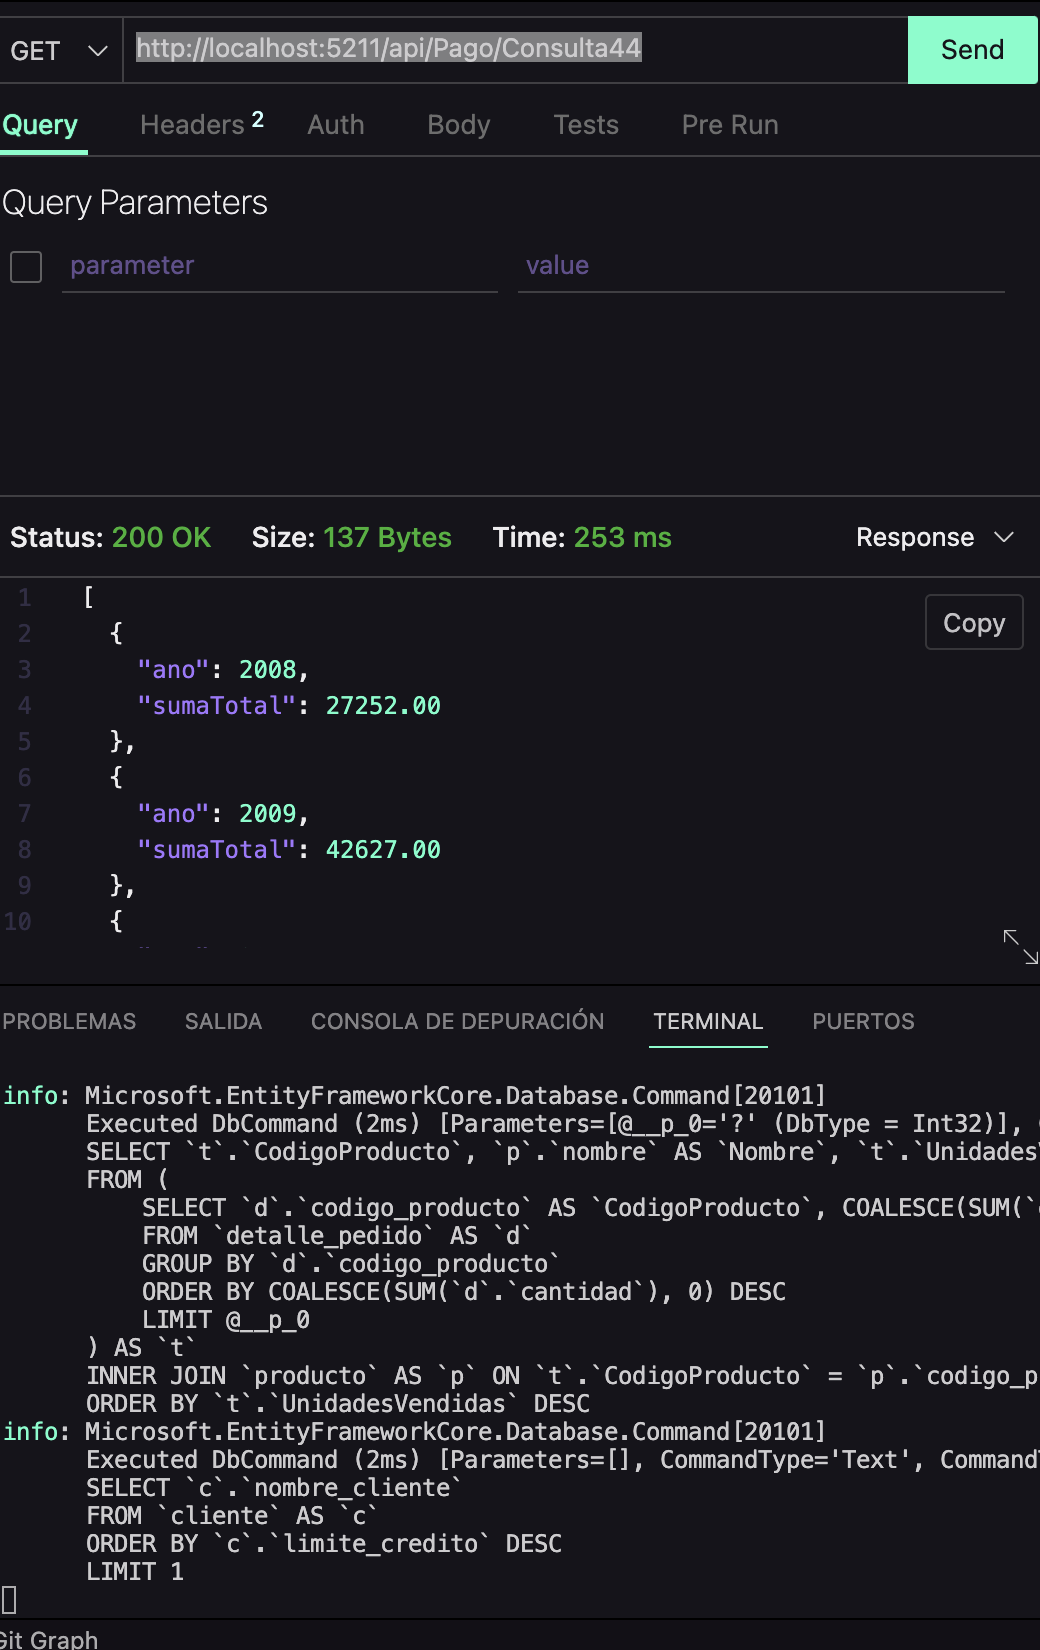 GET http://localhost:5211/api/Pago/Consulta44 Send
Query Headers 2 Auth Body Tests Pre Run
Query Parameters
parameter value
Status: 200 OK Size: 137 Bytes Time: 253 ms Response
Copy
1 [
2 {
3 "ano": 2008,
4 "sumaTotal": 27252.00
5 },
6 {
7 "ano": 2009,
8 "sumaTotal": 42627.00
9 },
10 {
PROBLEMAS SALIDA CONSOLA DE DEPURACIÓN TERMINAL PUERTOS
info: Microsoft.EntityFrameworkCore.Database.Command[20101]
Executed DbCommand (2ms) [Parameters=[@__p_0='?' (DbType = Int32)],
SELECT `t`.`CodigoProducto`, `p`.`nombre` AS `Nombre`, `t`.`Unidades
FROM (
SELECT `d`.`codigo_producto` AS `CodigoProducto`, COALESCE(SUM(`
FROM `detalle_pedido` AS `d`
GROUP BY `d`.`codigo_producto`
ORDER BY COALESCE(SUM(`d`.`cantidad`), 0) DESC
LIMIT @__p_0
) AS `t`
INNER JOIN `producto` AS `p` ON `t`.`CodigoProducto` = `p`.`codigo_p
ORDER BY `t`.`UnidadesVendidas` DESC
info: Microsoft.EntityFrameworkCore.Database.Command[20101]
Executed DbCommand (2ms) [Parameters=[], CommandType='Text', Command
SELECT `c`.`nombre_cliente`
FROM `cliente` AS `c`
ORDER BY `c`.`limite_credito` DESC
LIMIT 1
Git Graph